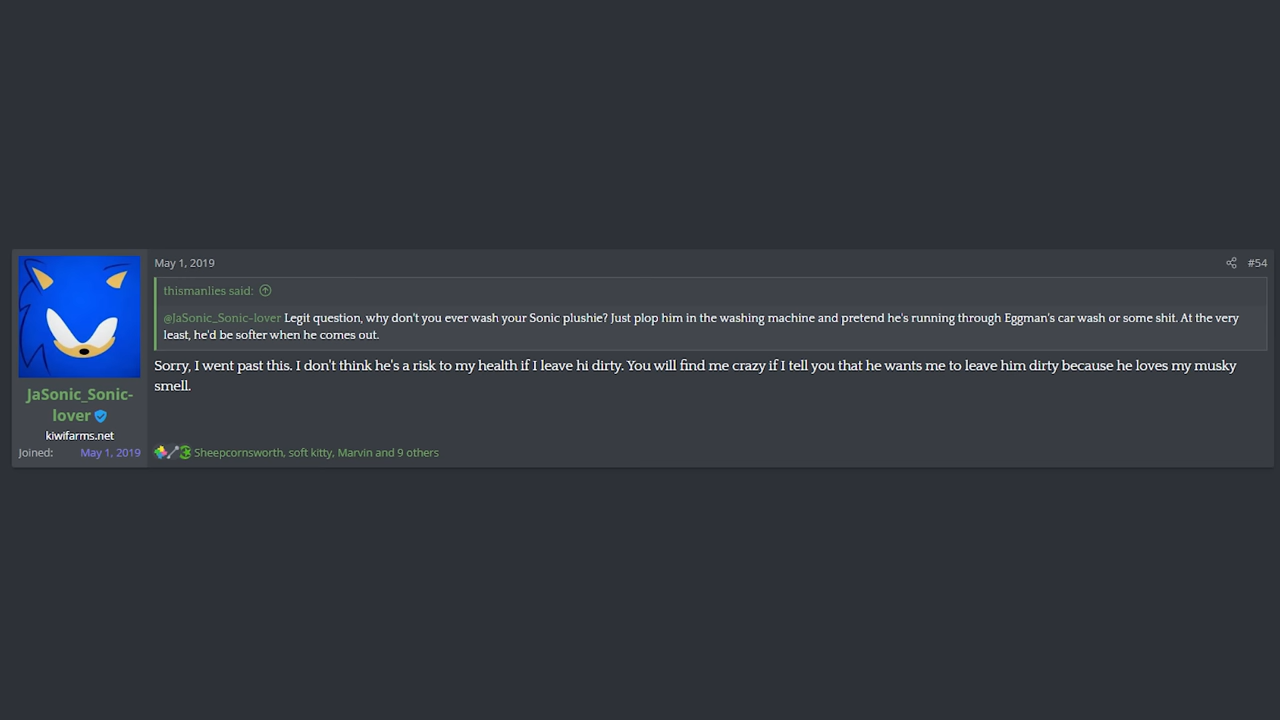 May 1, 2019
#54
thismanlies said:
@JaSonic_Sonic-lover Legit question, why don't you ever wash your Sonic plushie? Just plop him in the washing machine and pretend he's running through Eggman's car wash or some shit. At the very
least, he'd be softer when he comes out.
Sorry, I went past this. I don't think he's a risk to my health if I leave hi dirty. You will find me crazy if I tell you that he wants me to leave him dirty because he loves my musky
smell.
JaSonic_Sonic-
lover
kiwifarms.net
Joined: May 1, 2019
Sheepcornsworth, soft kitty, Marvin and 9 others